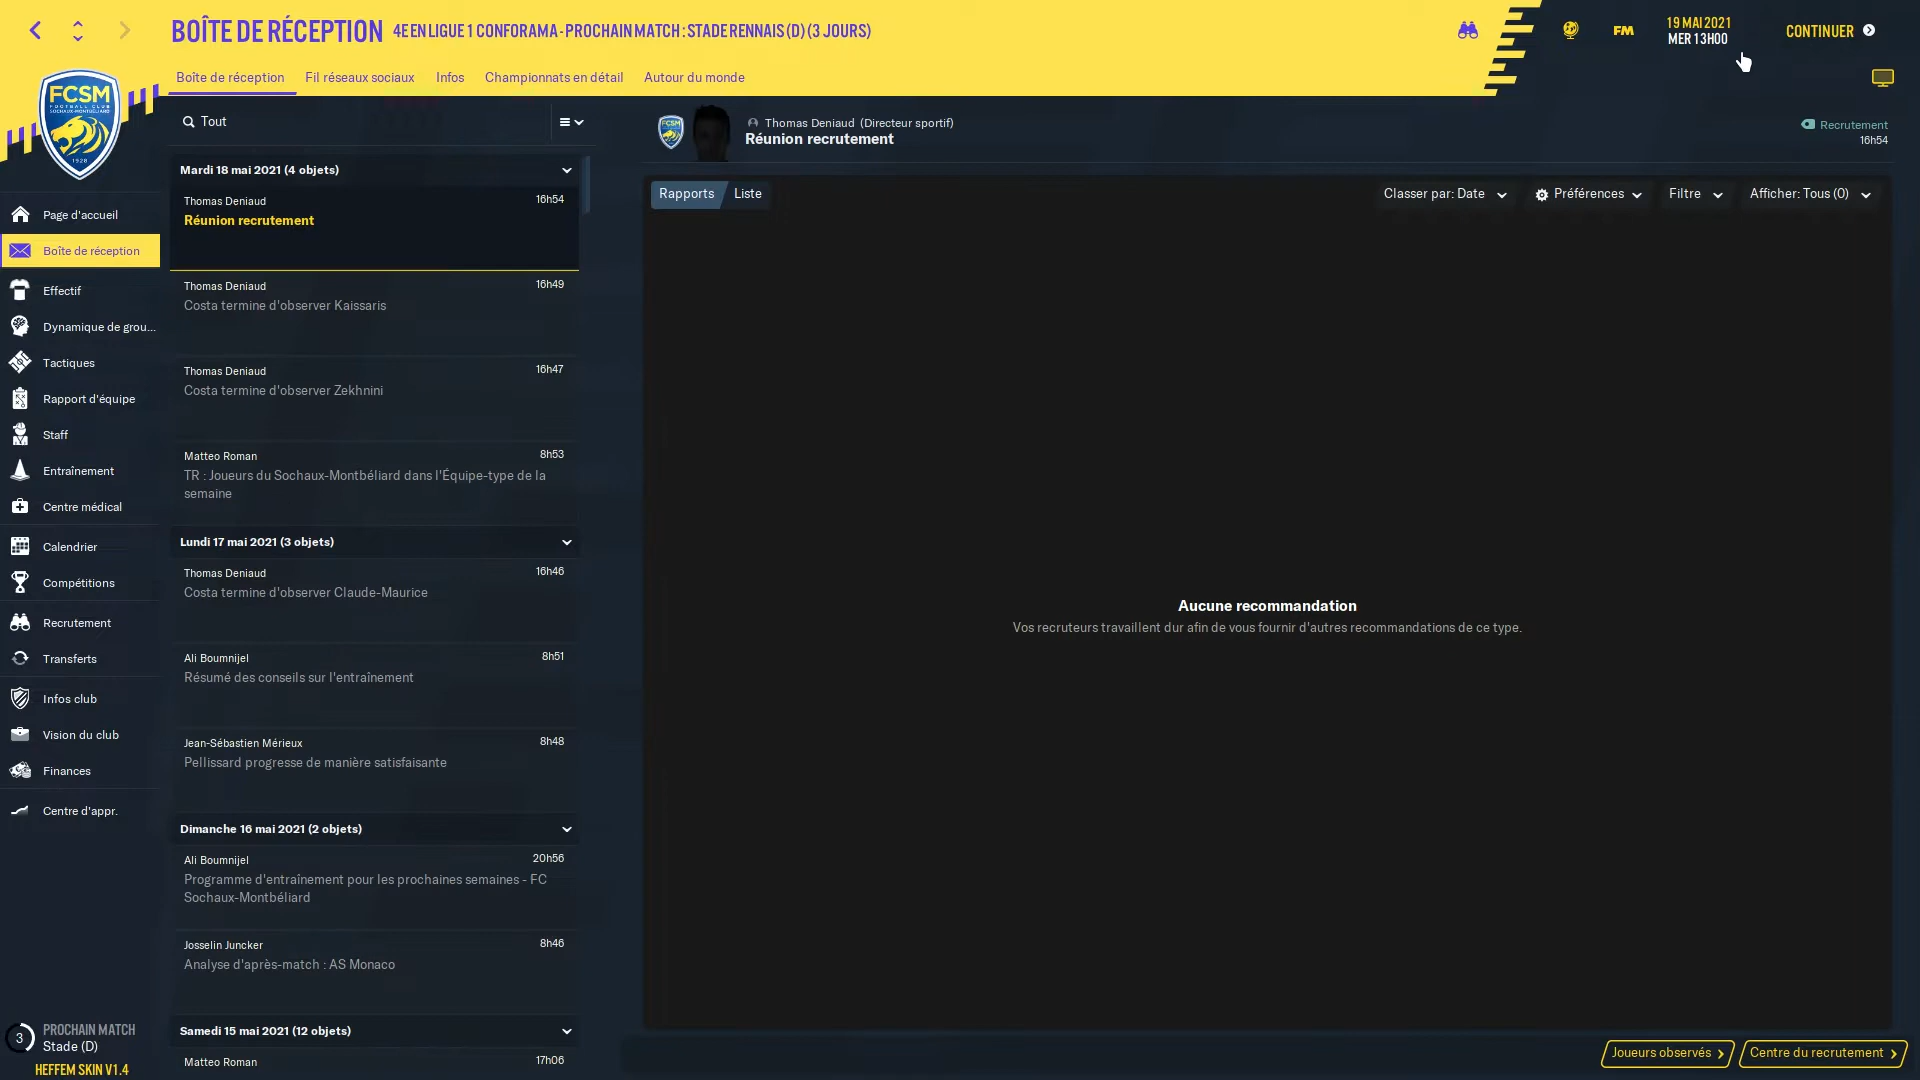 BOÎTE DE RÉCEPTION
4E EN LIGUE 1 CONFORAMA - PROCHAIN MATCH : STADE RENNAIS (D) (3 JOURS)
FM
19 MAI 2021
MER 13H00
CONTINUER
Boîte de réception
Fil réseaux sociaux
Infos
Championnats en détail
Autour du monde
FCSM
FOOTBALL CLUB
SOCHAUX-MONTBÉLIARD
1928
Page d'accueil
Boîte de réception
Effectif
Dynamique de grou...
Tactiques
Rapport d'équipe
Staff
Entraînement
Centre médical
Calendrier
Compétitions
Recrutement
Transferts
Infos club
Vision du club
Finances
Centre d'appr.
3
PROCHAIN MATCH
Stade (D)
HEFFEM SKIN V1.4
Tout
Mardi 18 mai 2021 (4 objets)
Thomas Deniaud
16h54
Réunion recrutement
Thomas Deniaud
16h49
Costa termine d'observer Kaissaris
Thomas Deniaud
16h47
Costa termine d'observer Zekhnini
Matteo Roman
8h53
TR : Joueurs du Sochaux-Montbéliard dans l'Équipe-type de la
semaine
Lundi 17 mai 2021 (3 objets)
Thomas Deniaud
16h46
Costa termine d'observer Claude-Maurice
Ali Boumnijel
8h51
Résumé des conseils sur l'entraînement
Jean-Sébastien Mérieux
8h48
Pellissard progresse de manière satisfaisante
Dimanche 16 mai 2021 (2 objets)
Ali Boumnijel
20h56
Programme d'entraînement pour les prochaines semaines - FC
Sochaux-Montbéliard
Josselin Juncker
8h46
Analyse d'après-match : AS Monaco
Samedi 15 mai 2021 (12 objets)
Matteo Roman
17h06
FCSM
Thomas Deniaud (Directeur sportif)
Réunion recrutement
Recrutement
16h54
Rapports
Liste
Classer par: Date
Préférences
Filtre
Afficher: Tous (0)
Aucune recommandation
Vos recruteurs travaillent dur afin de vous fournir d'autres recommandations de ce type.
Joueurs observés
Centre du recrutement